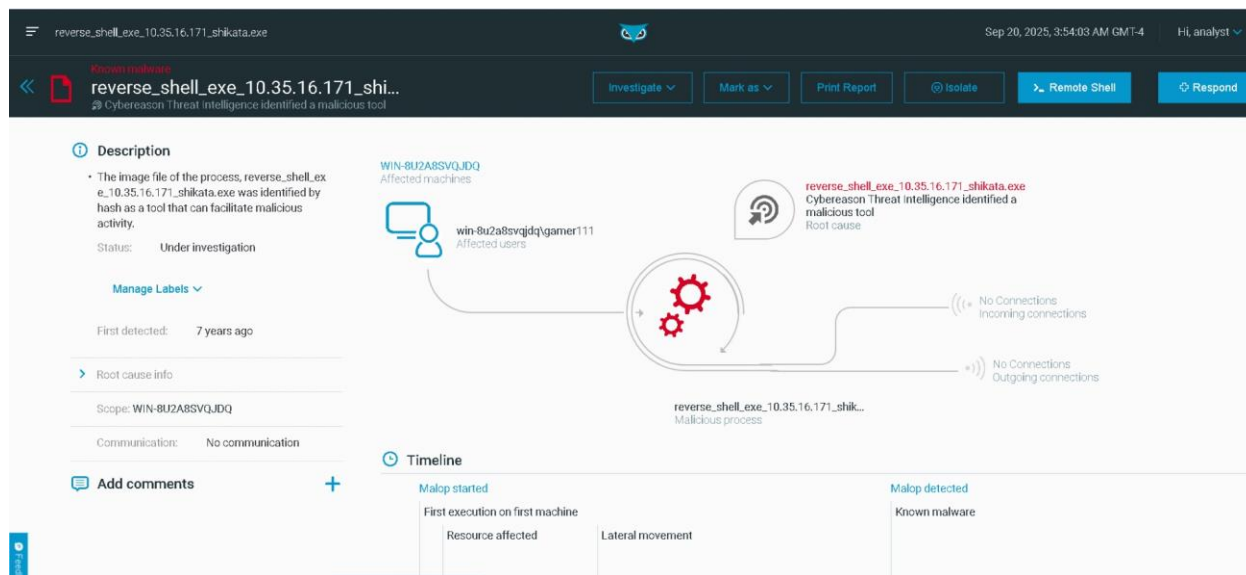 reverse_shell_exe_10.35.16.171_shikata.exe
Sep 20, 2025, 3:54:03 AM GMT-4
Hi, analyst
Known malware
reverse_shell_exe_10.35.16.171_shi...
Cybereason Threat Intelligence identified a malicious tool
Investigate
Mark as
Print Report
Isolate
Remote Shell
Respond
Description
• The image file of the process, reverse_shell_ex
e_10.35.16.171_shikata.exe was identified by
hash as a tool that can facilitate malicious
activity.
Status: Under investigation
Manage Labels
First detected: 7 years ago
Root cause info
Scope: WIN-8U2A8SVQJDQ
Communication: No communication
Add comments
WIN-8U2A8SVQJDQ
Affected machines
win-8u2a8svqjdq\gamer111
Affected users
reverse_shell_exe_10.35.16.171_shikata.exe
Cybereason Threat Intelligence identified a
malicious tool
Root cause
No Connections
Incoming connections
No Connections
Outgoing connections
reverse_shell_exe_10.35.16.171_shik...
Malicious process
Timeline
Malop started
Malop detected
First execution on first machine
Known malware
Resource affected
Lateral movement
Feed